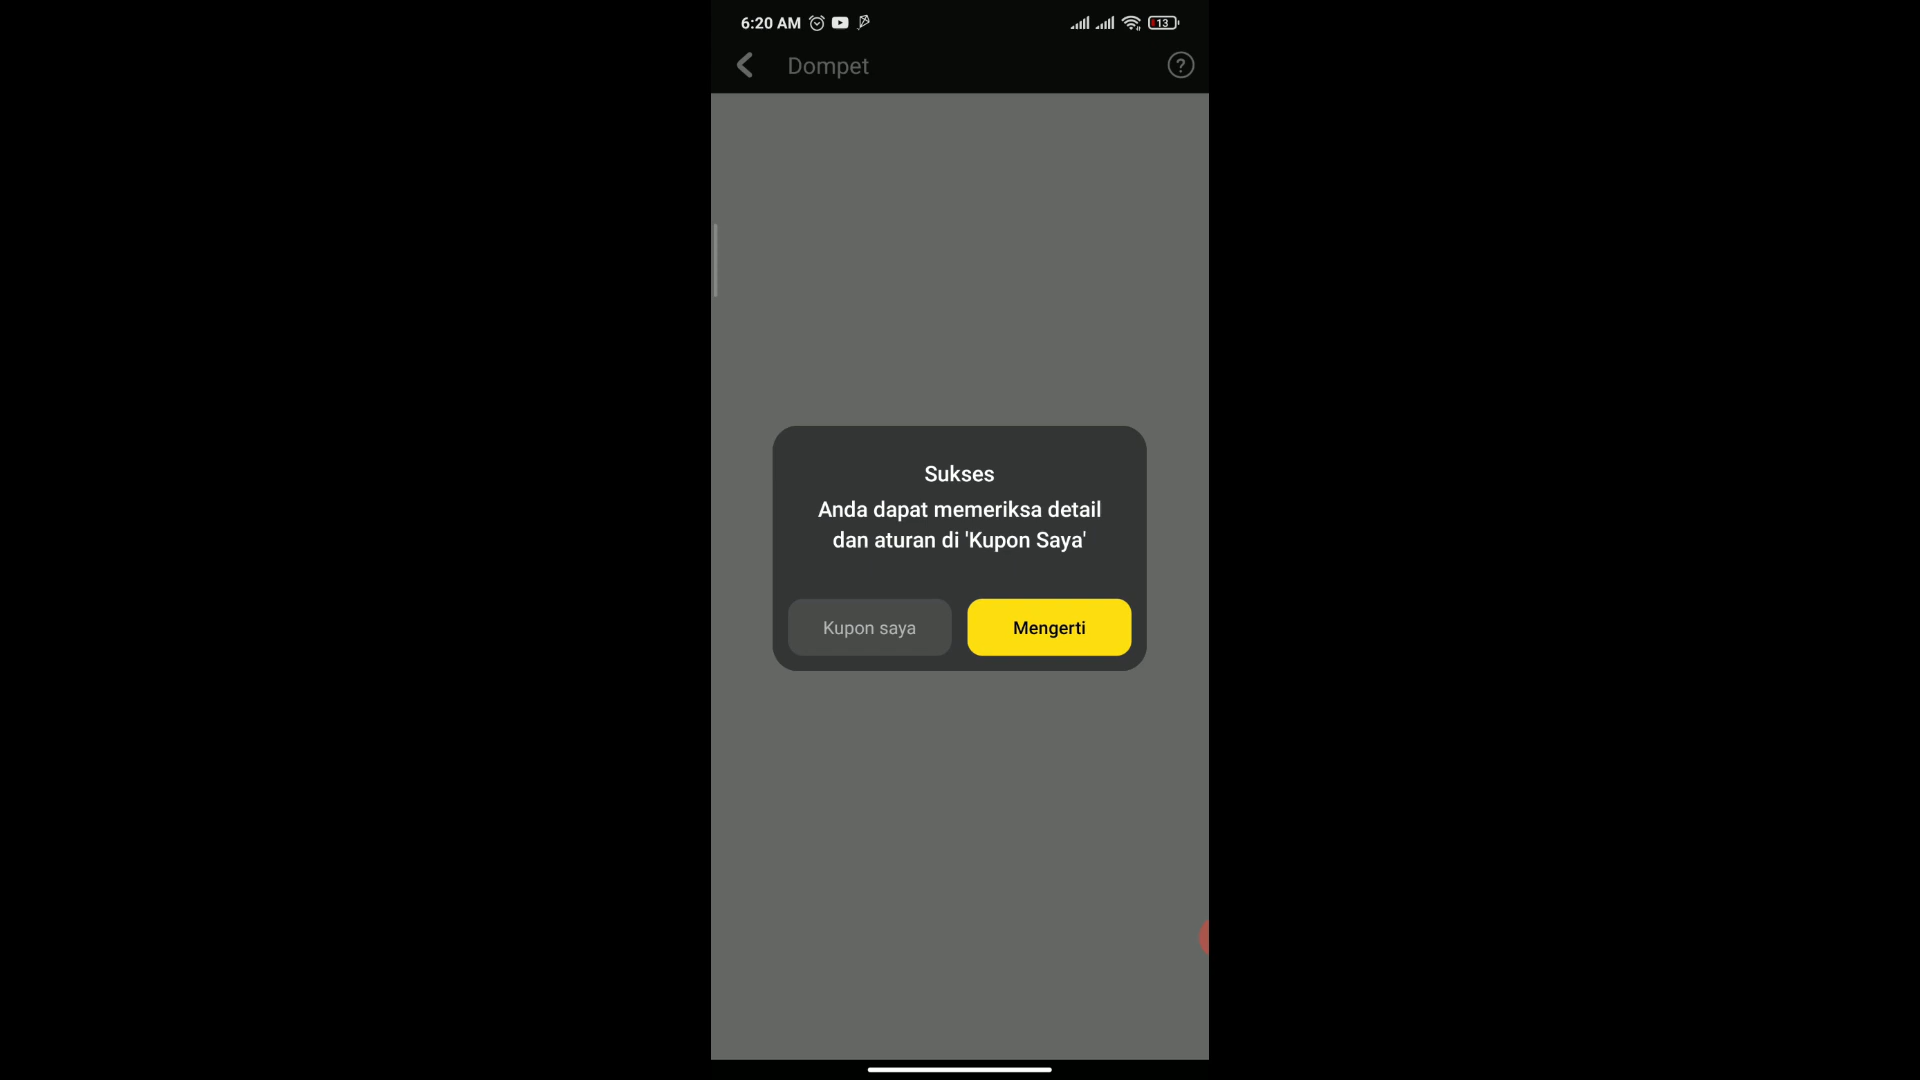 6:20 AM
13
Dompet
?
Sukses
Anda dapat memeriksa detail
dan aturan di 'Kupon Saya'
Kupon saya
Mengerti